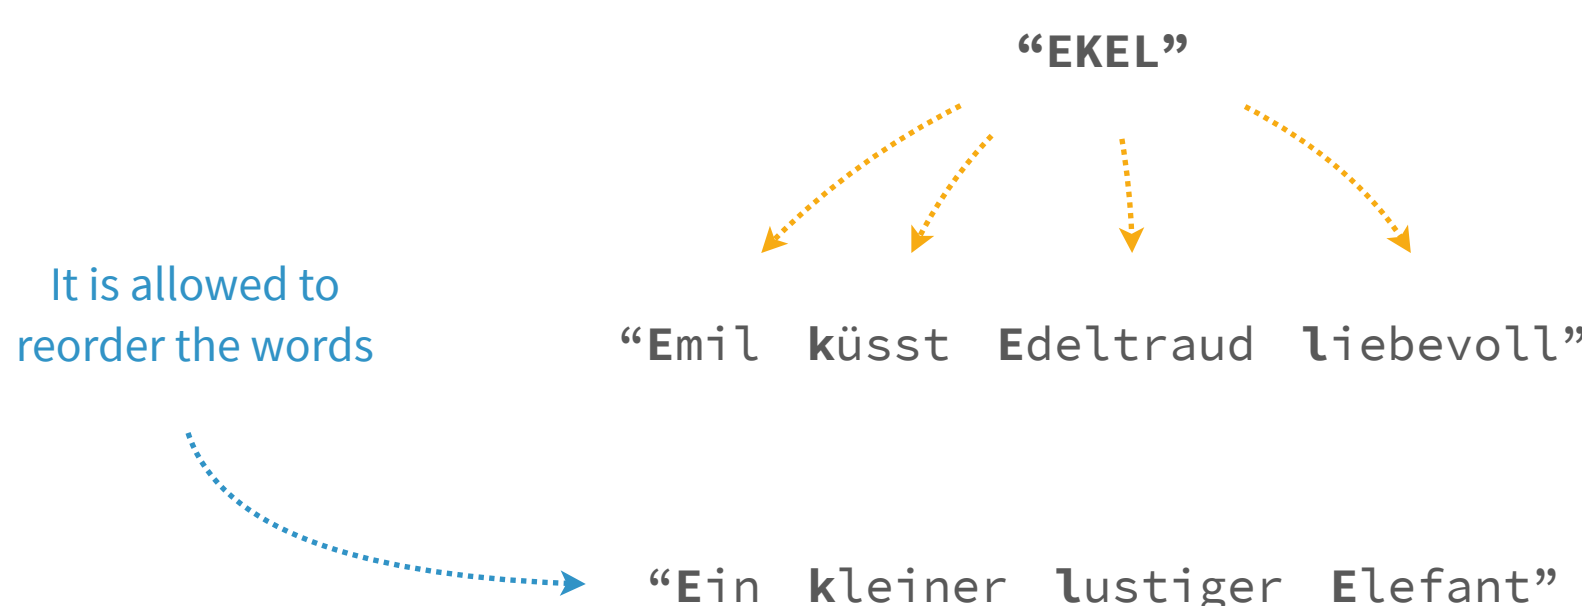 “EKEL”
It is allowed to
reorder the words
“Emil küsst Edeltraud liebevoll”
“Ein kleiner lustiger Elefant”